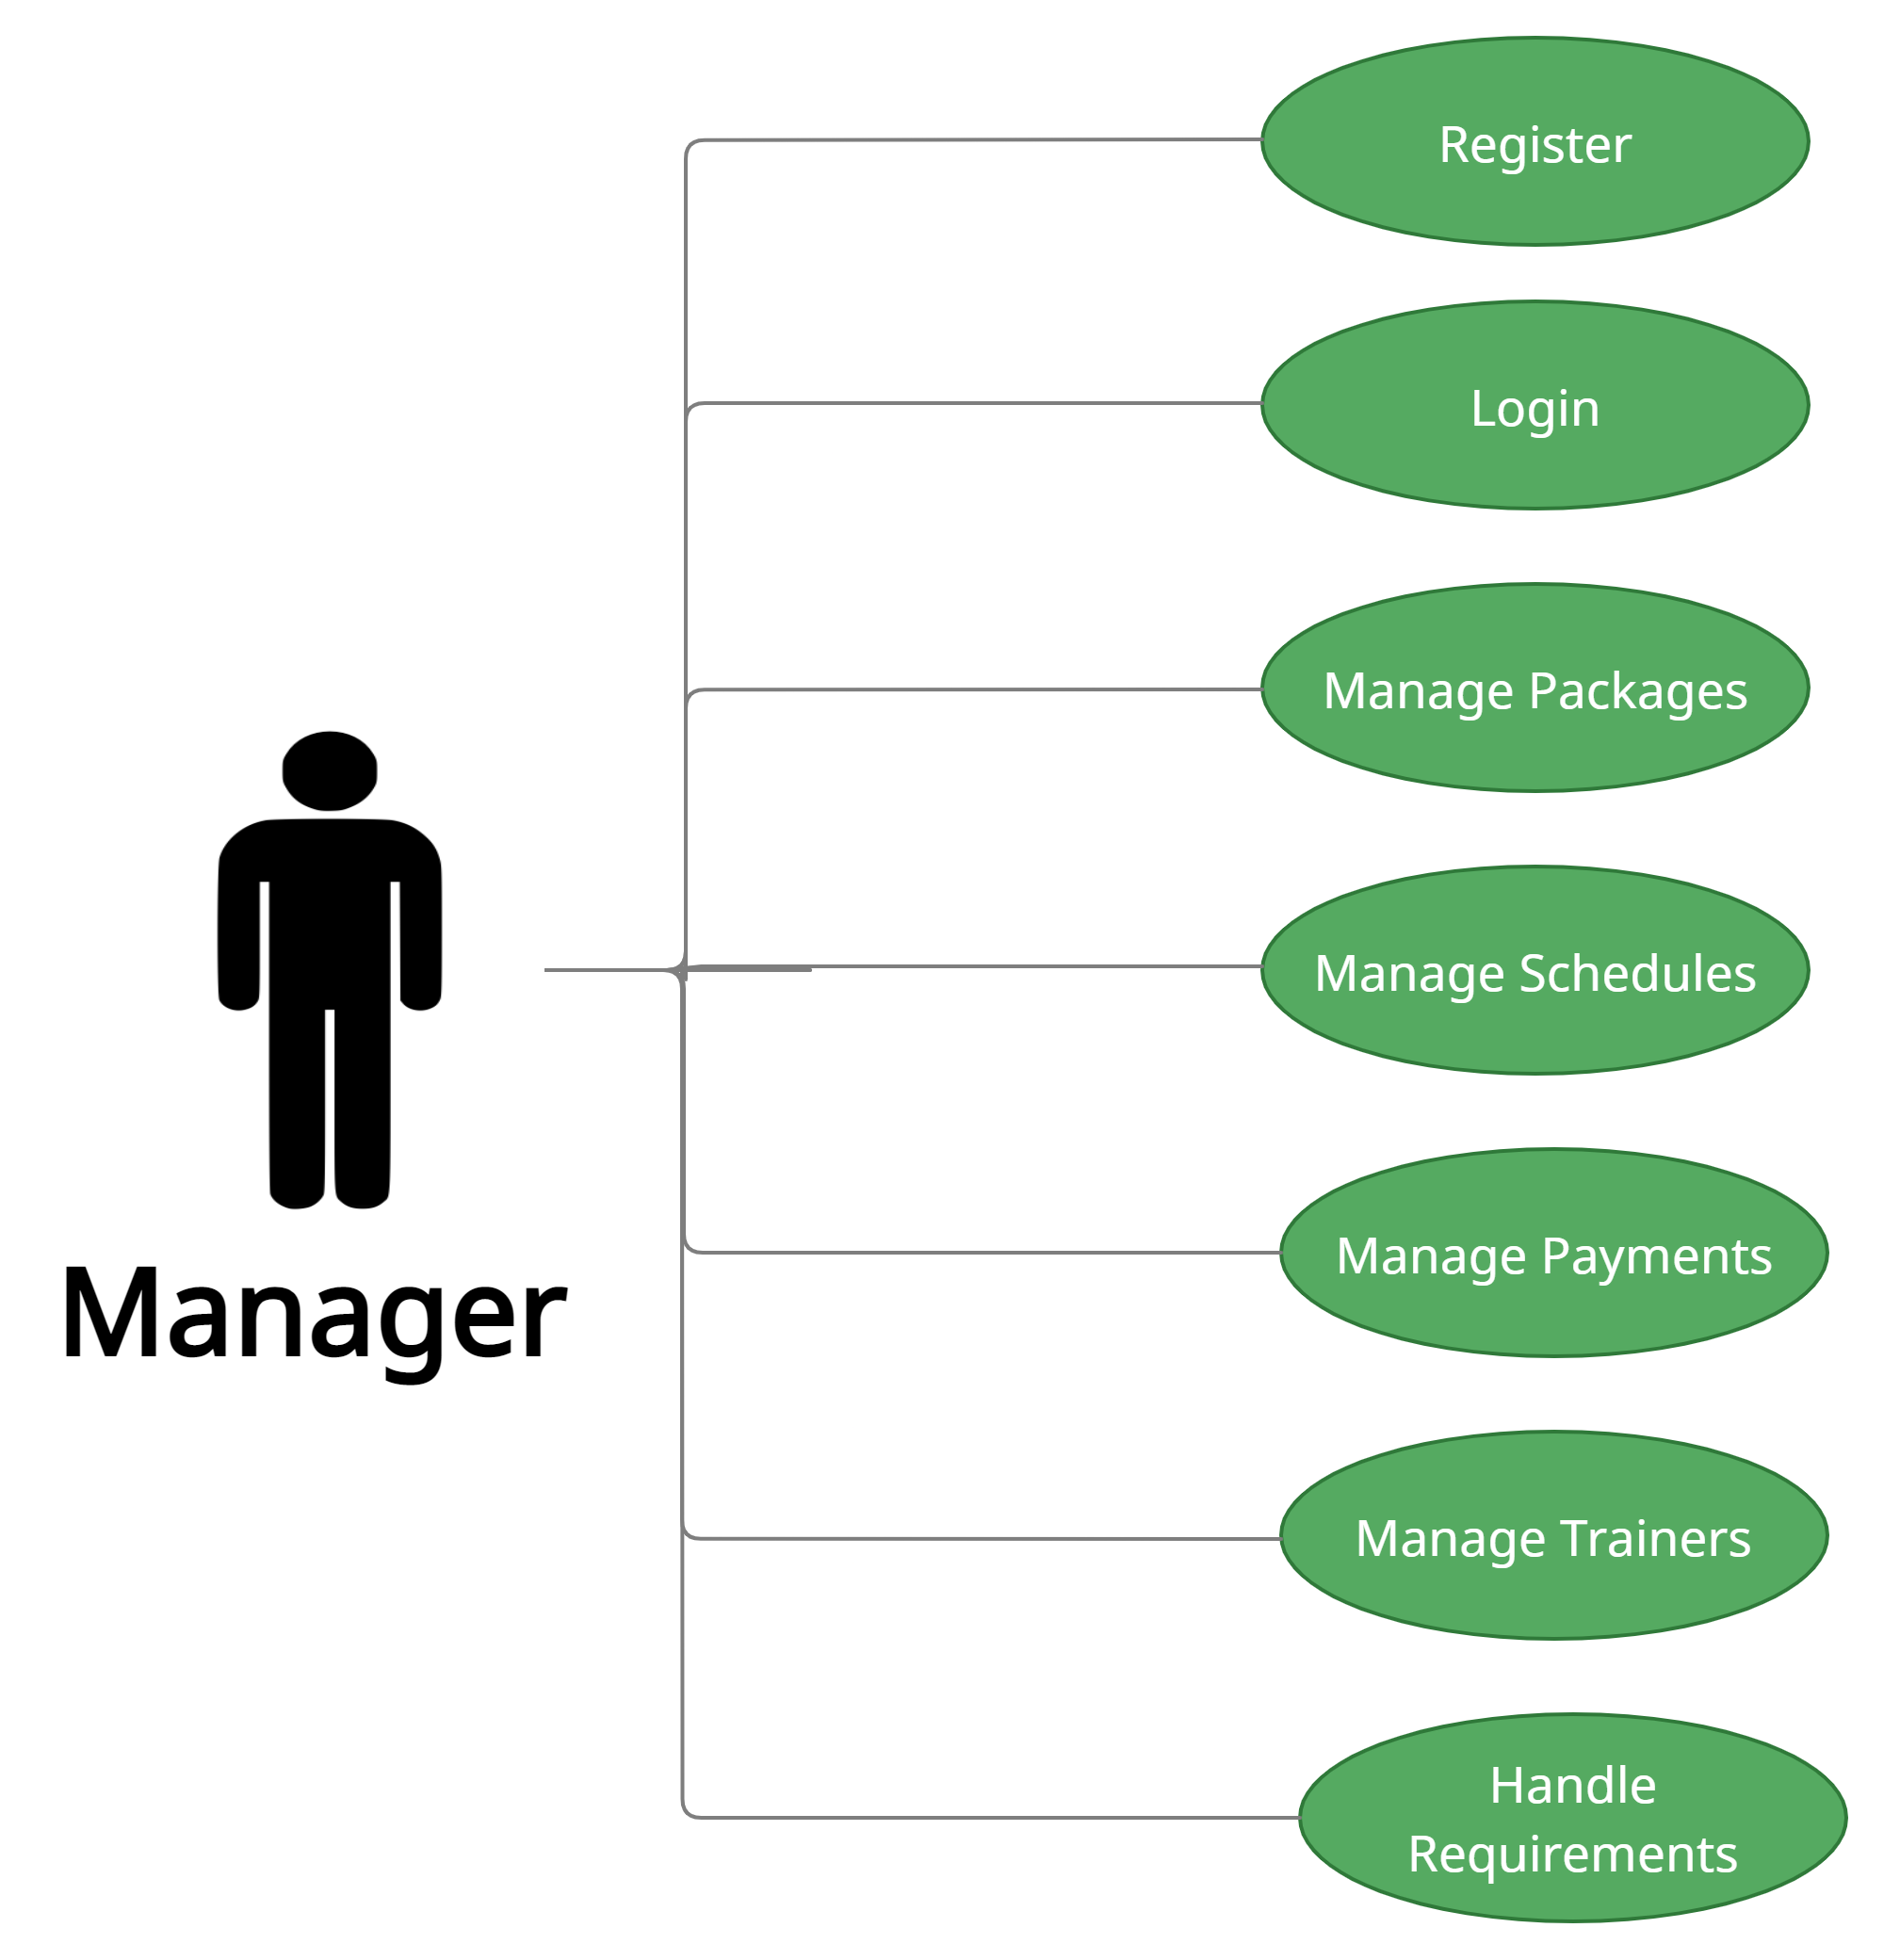 Register
Login
Manage Packages
Manage Schedules
Manage Payments
Manager
Manage Trainers
Handle
Requirements